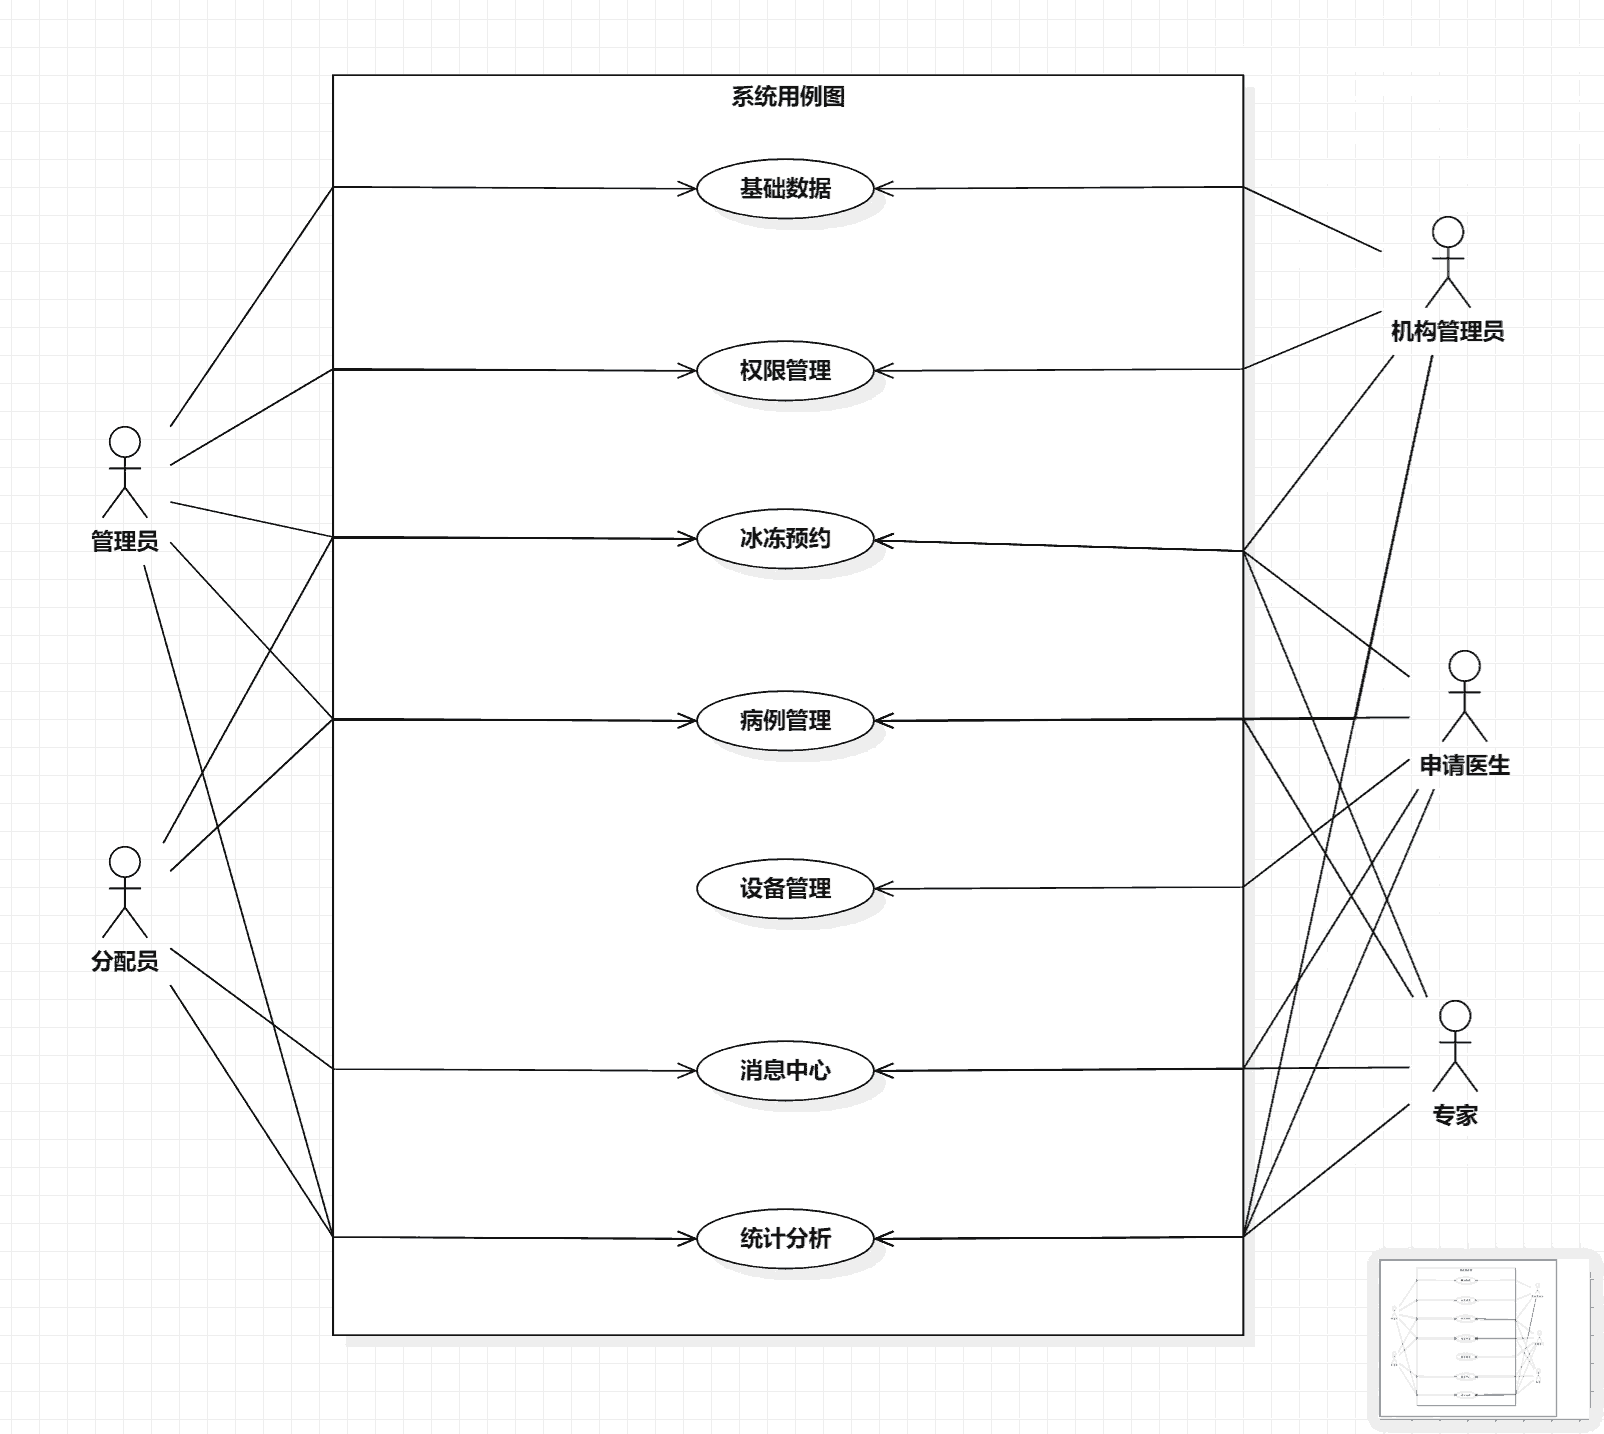 系统用例图
基础数据
机构管理员
权限管理
管理员
冰冻预约
病例管理
申请医生
设备管理
分配员
消息中心
专家
统计分析